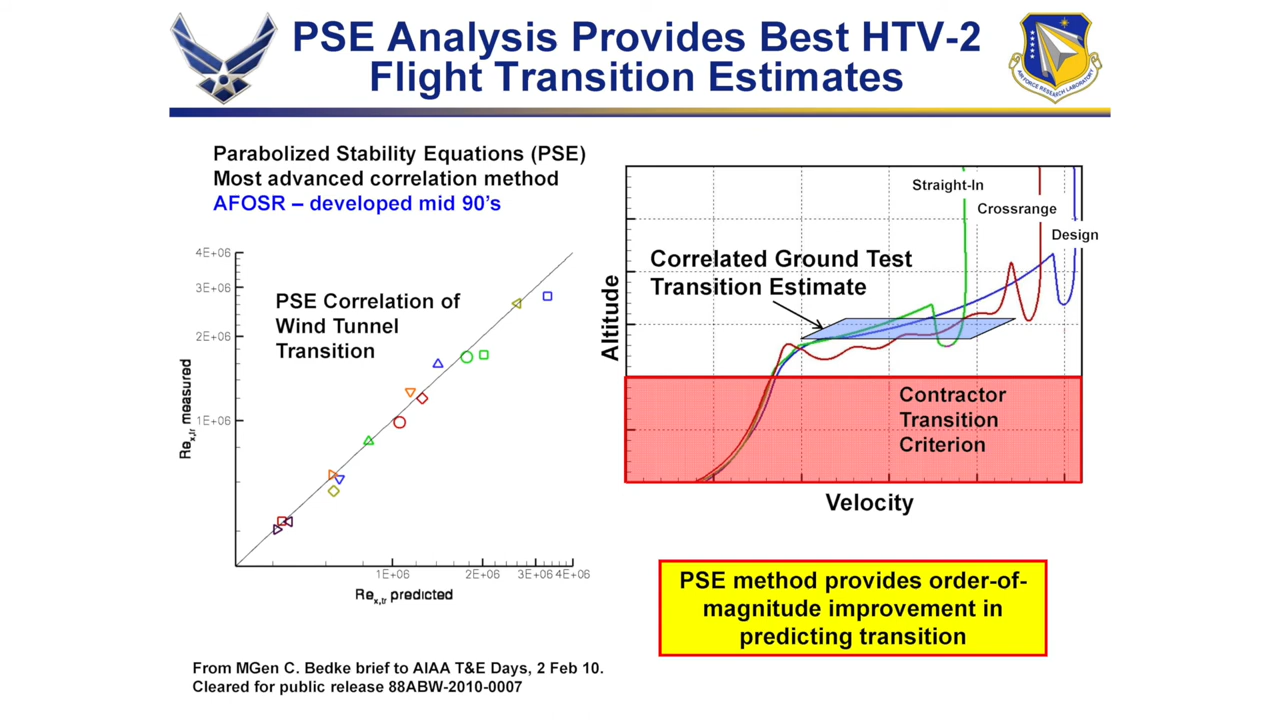 PSE Analysis Provides Best HTV-2
Flight Transition Estimates
AIR FORCE RESEARCH LABORATORY
Parabolized Stability Equations (PSE)
Most advanced correlation method
AFOSR – developed mid 90's
4E+06
3E+06
2E+06
1E+06
Re_x,tr measured
PSE Correlation of
Wind Tunnel
Transition
1E+06
2E+06
3E+06
4E+06
Re_x,tr predicted
Altitude
Straight-In
Crossrange
Design
Correlated Ground Test
Transition Estimate
Contractor
Transition
Criterion
Velocity
PSE method provides order-of-
magnitude improvement in
predicting transition
From MGen C. Bedke brief to AIAA T&E Days, 2 Feb 10.
Cleared for public release 88ABW-2010-0007